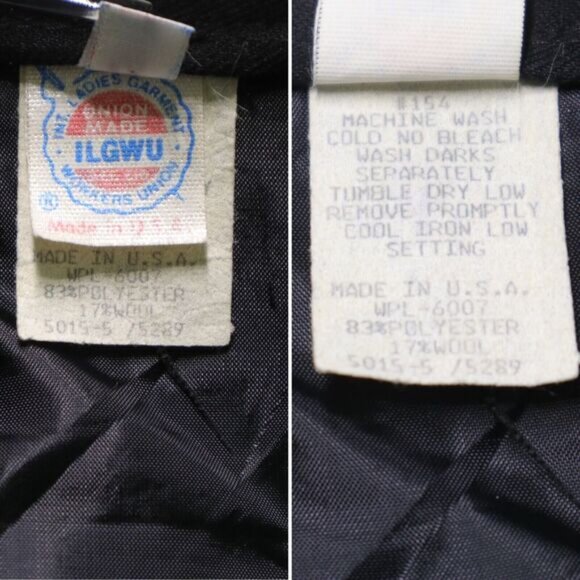 INT. LADIES GARMENT
UNION
MADE
ILGWU
WORKERS UNION
®
Made in U.S.A.
MADE IN U.S.A.
WPL-6007
83%POLYESTER
17%WOOL
5015-5 /5289
#154
MACHINE WASH
COLD NO BLEACH
WASH DARKS
SEPARATELY
TUMBLE DRY LOW
REMOVE PROMPTLY
COOL IRON LOW
SETTING
MADE IN U.S.A.
WPL-6007
83%POLYESTER
17%WOOL
5015-5 /5289